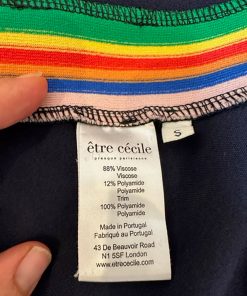 être cécile
presque parisienne
S
88% Viscose
Viscose
12% Polyamide
Polyamide
Trim
100% Polyamide
Polyamide
Made in Portugal
Fabriqué au Portugal
43 De Beauvoir Road
N1 5SF London
www.etrececile.com